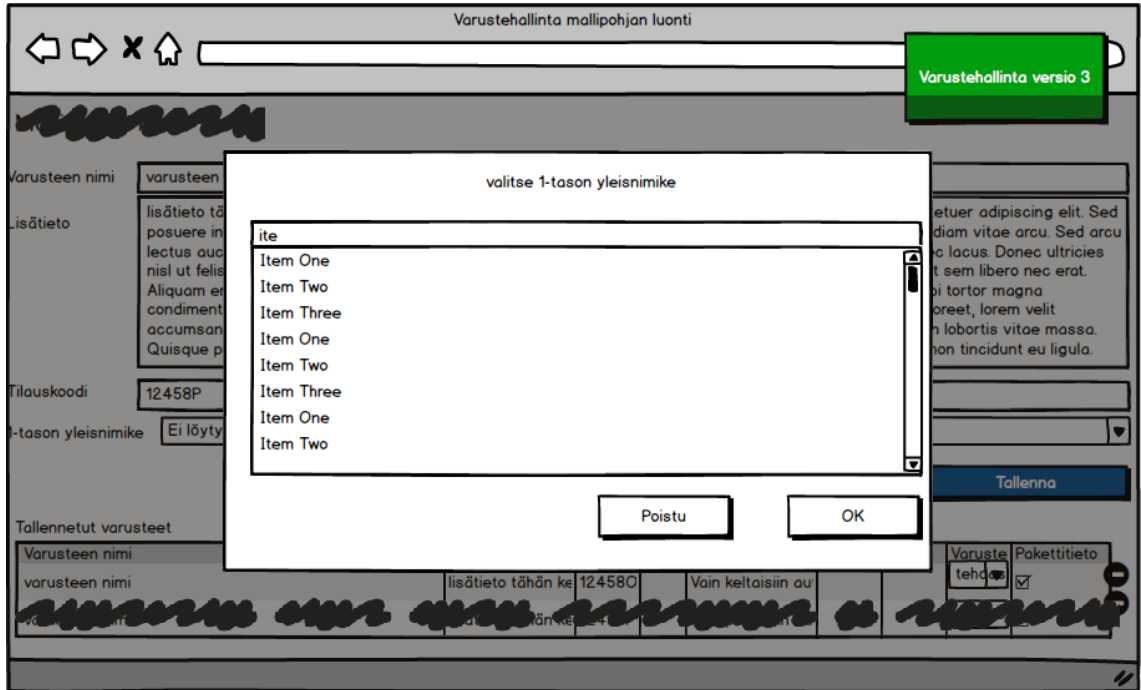 Varustehallinta mallipohjan luonti
Varustehallinta versio 3
Varusteen nimi
varusteen
Lisätieto
lisätieto tä
posuere in
lectus auc
nisl ut felis
Aliquam er
condiment
accumsan
Quisque p
etuer adipiscing elit. Sed
diam vitae arcu. Sed arcu
ec lacus. Donec ultricies
t sem libero nec erat.
bi tortor magna
oreet, lorem velit
n lobortis vitae massa.
non tincidunt eu ligula.
Tilauskoodi
12458P
1-tason yleisnimike
Ei löyty
valitse 1-tason yleisnimike
ite
Item One
Item Two
Item Three
Item One
Item Two
Item Three
Item One
Item Two
Poistu
OK
Tallenna
Tallennetut varusteet
Varusteen nimi
Varuste
Pakettitieto
varusteen nimi
lisätieto tähän ke
12458O
Vain keltaisiin au
tehdas